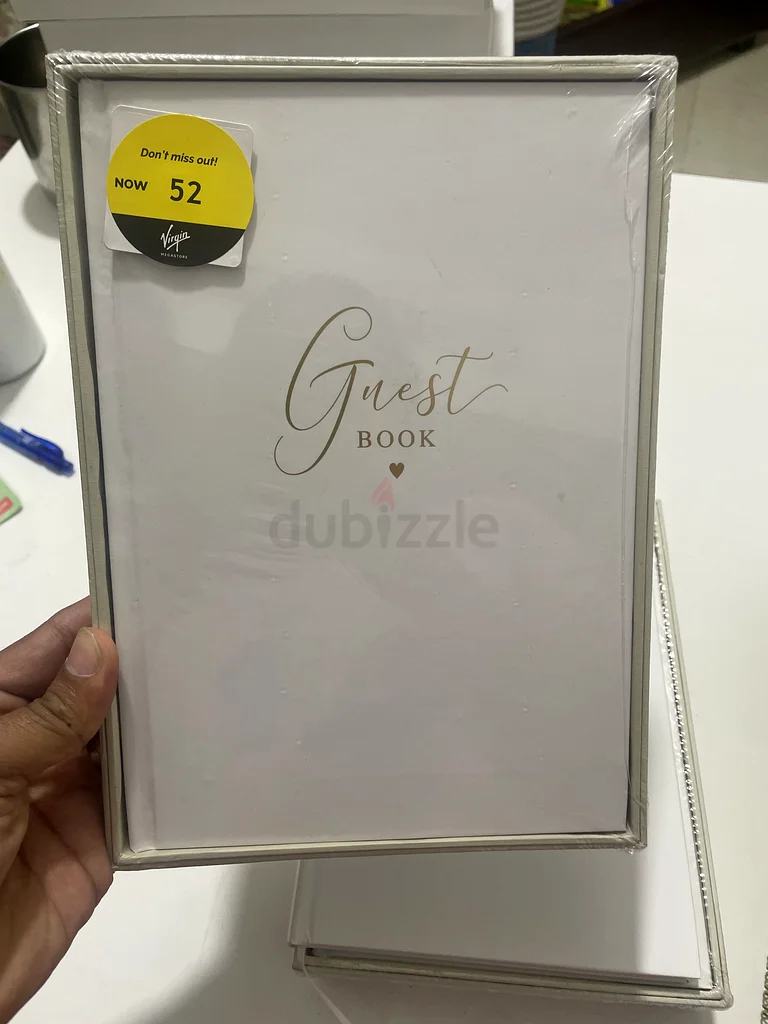 Don't miss out!
NOW 52
Virgin
MEGASTORE
Guest
BOOK
dubizzle